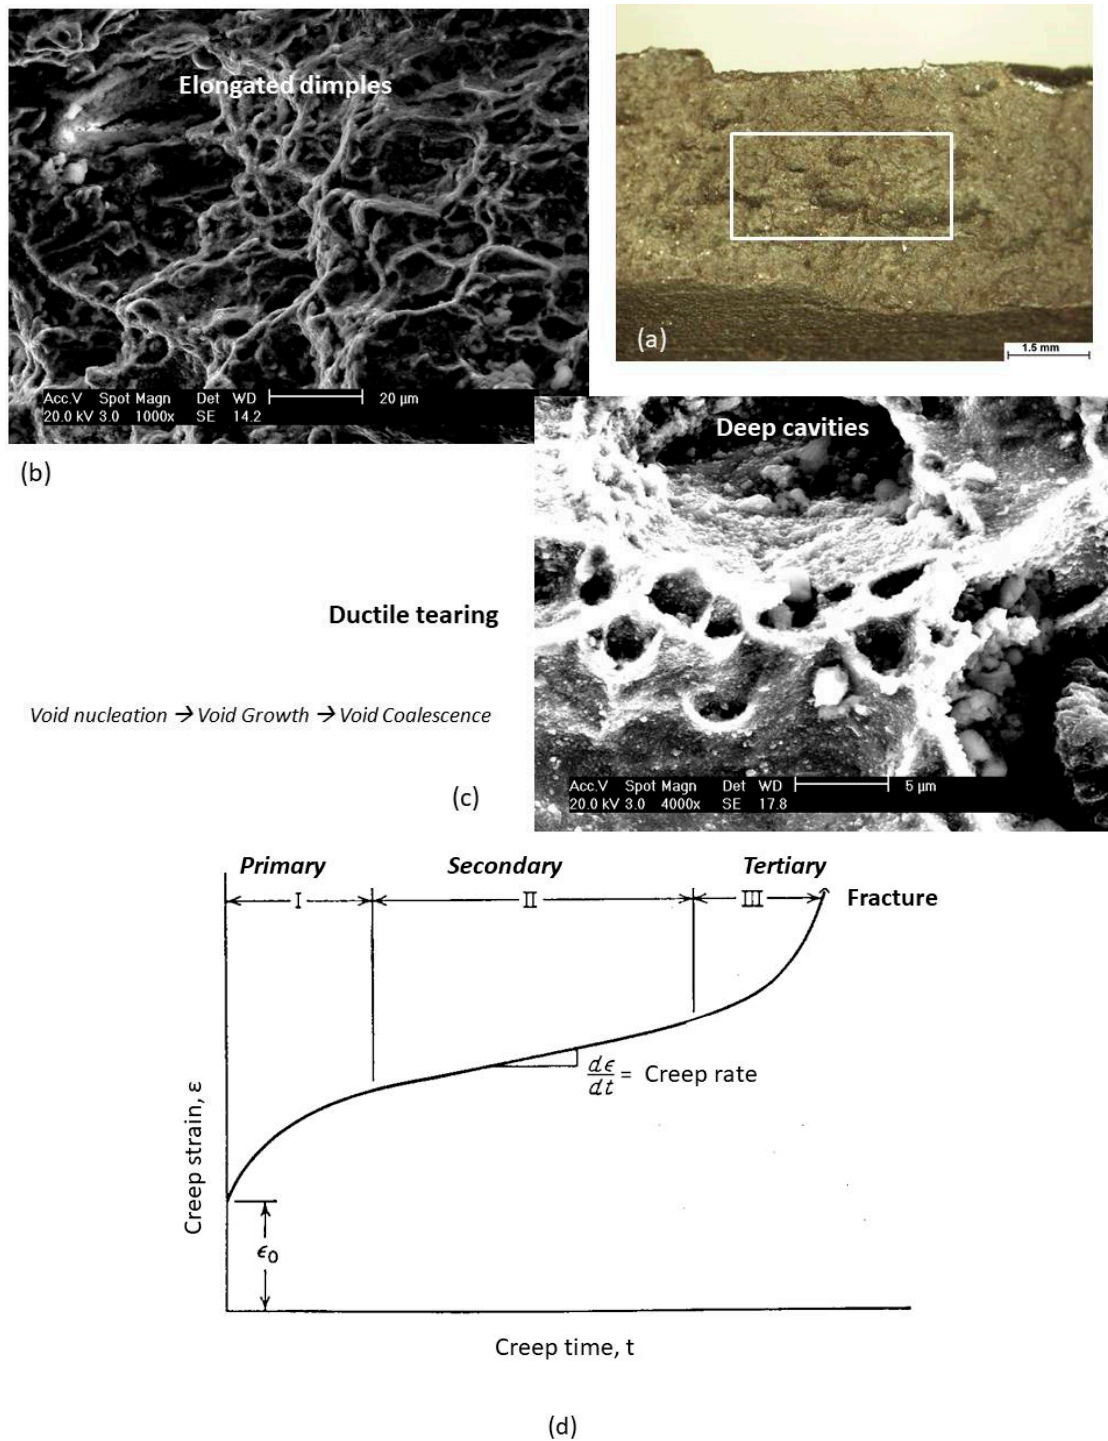 Elongated dimples
Acc.V Spot Magn Det WD 20 µm
20.0 kV 3.0 1000x SE 14.2
(b)
(a)
1.5 mm
Deep cavities
Ductile tearing
Void nucleation → Void Growth → Void Coalescence
Acc.V Spot Magn Det WD 5 µm
20.0 kV 3.0 4000x SE 17.8
(c)
Primary Secondary Tertiary
I II III Fracture
dϵ/dt = Creep rate
Creep strain, ε
ϵ0
Creep time, t
(d)